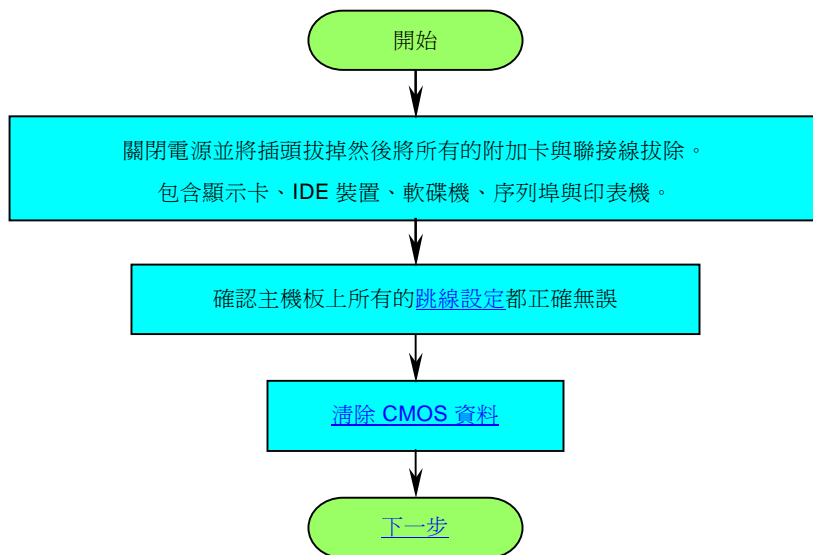 開始
關閉電源並將插頭拔掉然後將所有的附加卡與聯接線拔除。
包含顯示卡、IDE 裝置、軟碟機、序列埠與印表機。
確認主機板上所有的跳線設定都正確無誤
清除 CMOS 資料
下一步